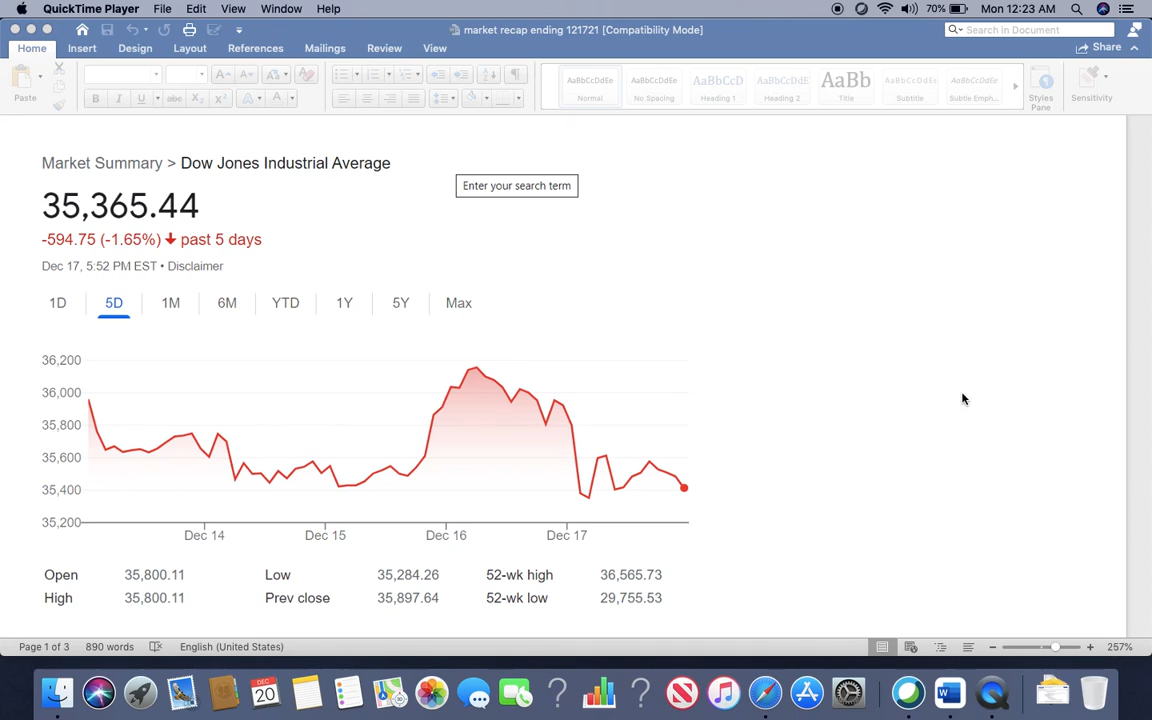 QuickTime Player File Edit View Window Help 70% Mon 12:23 AM
market recap ending 121721 [Compatibility Mode] Search in Document
Home Insert Design Layout References Mailings Review View Share
Paste B I U abc X₂ X² A A AaBbCcDdEe AaBbCcDdEe AaBbCcD AaBbCcDdE AaBb AaBbCcDdEe AaBbCcDdEe
Normal No Spacing Heading 1 Heading 2 Title Subtitle Subtle Emph... Styles Pane Sensitivity
Market Summary > Dow Jones Industrial Average
Enter your search term
35,365.44
-594.75 (-1.65%) past 5 days
Dec 17, 5:52 PM EST • Disclaimer
1D 5D 1M 6M YTD 1Y 5Y Max
36,200
36,000
35,800
35,600
35,400
35,200
Dec 14 Dec 15 Dec 16 Dec 17
Open 35,800.11 Low 35,284.26 52-wk high 36,565.73
High 35,800.11 Prev close 35,897.64 52-wk low 29,755.53
Page 1 of 3 890 words English (United States) 257%
DEC
20